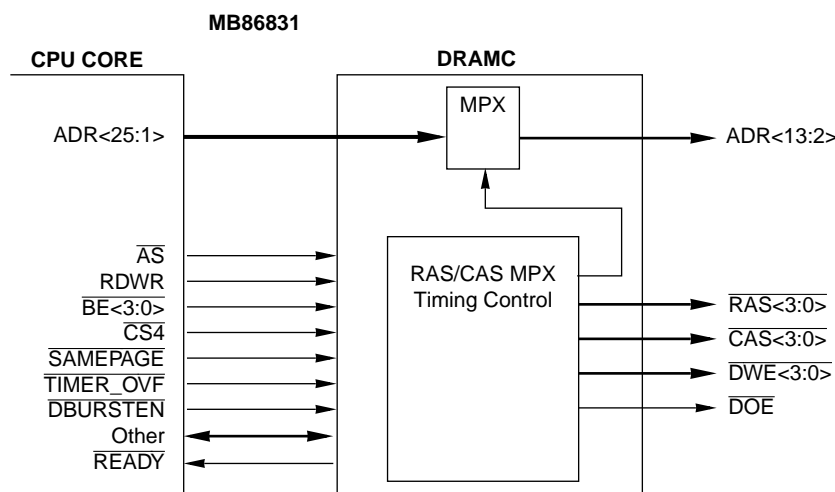 MB86831
CPU CORE
DRAMC
MPX
ADR<25:1>
ADR<13:2>
AS
RDWR
BE<3:0>
CS4
SAMEPAGE
TIMER_OVF
DBURSTEN
Other
READY
RAS/CAS MPX
Timing Control
RAS<3:0>
CAS<3:0>
DWE<3:0>
DOE